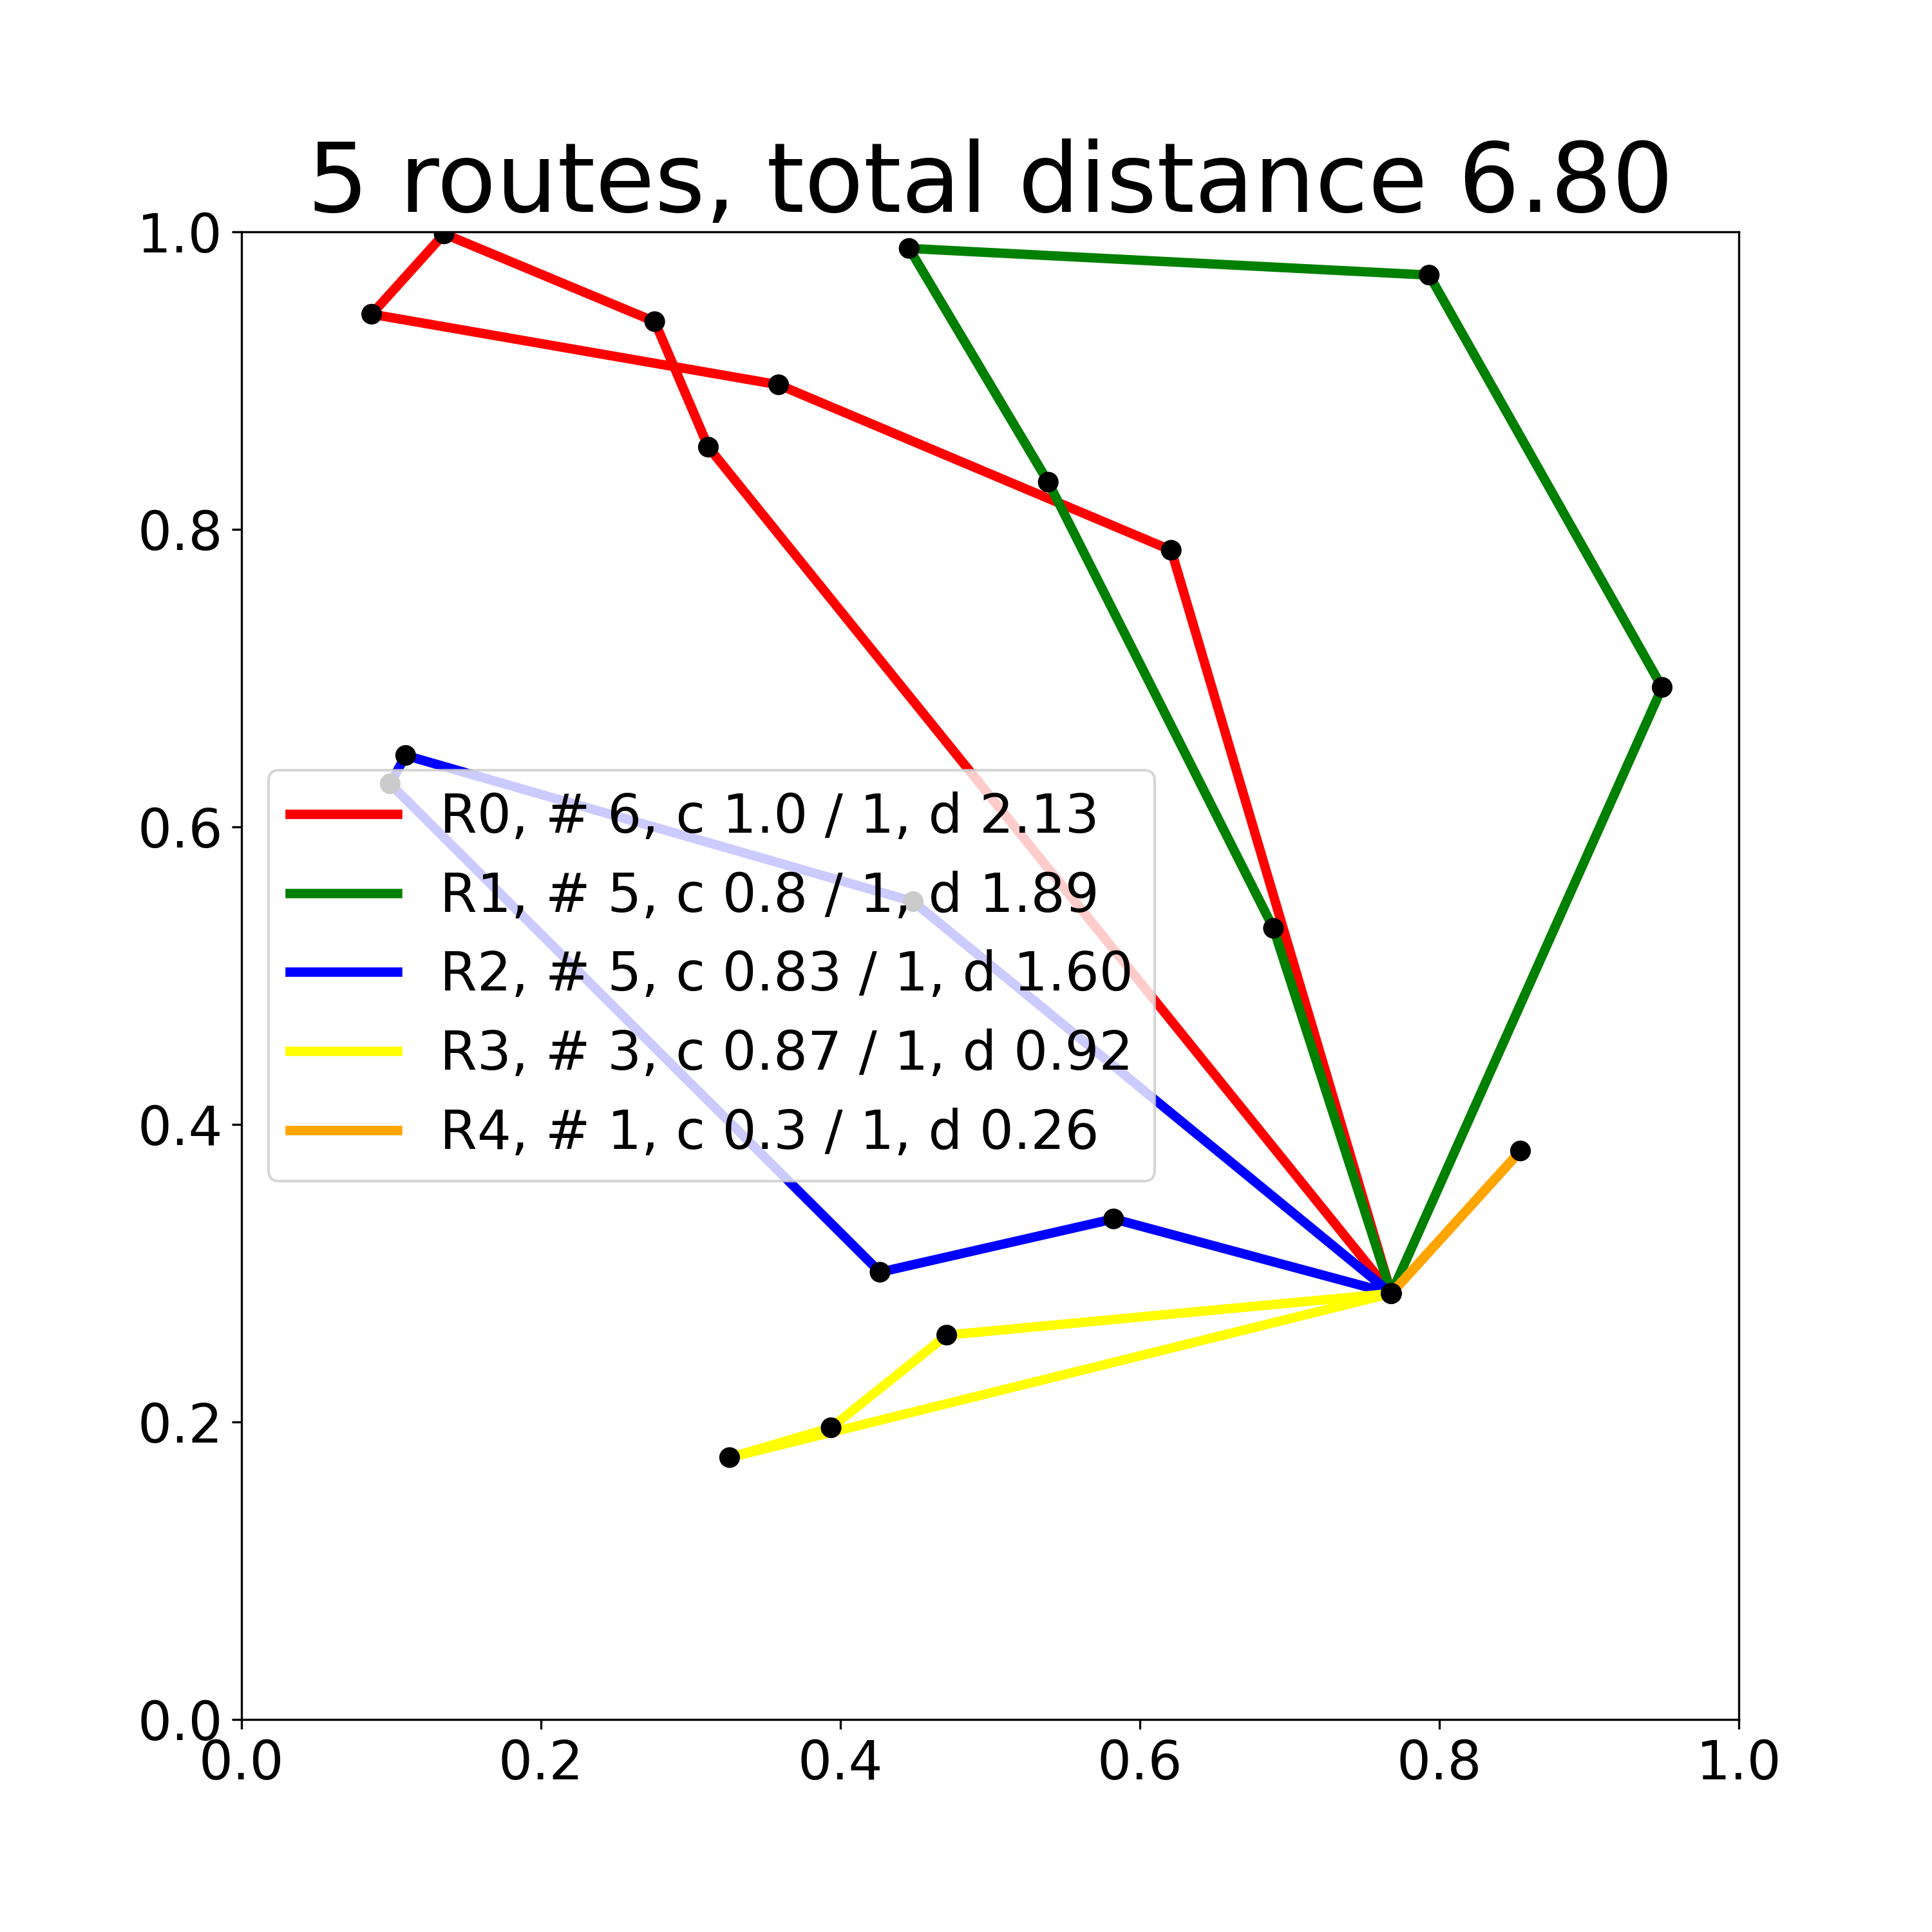 5 routes, total distance 6.80
1.0
0.8
0.6
0.4
0.2
0.0
R0, # 6, c 1.0 / 1, d 2.13
R1, # 5, c 0.8 / 1, d 1.89
R2, # 5, c 0.83 / 1, d 1.60
R3, # 3, c 0.87 / 1, d 0.92
R4, # 1, c 0.3 / 1, d 0.26
0.0 0.2 0.4 0.6 0.8 1.0